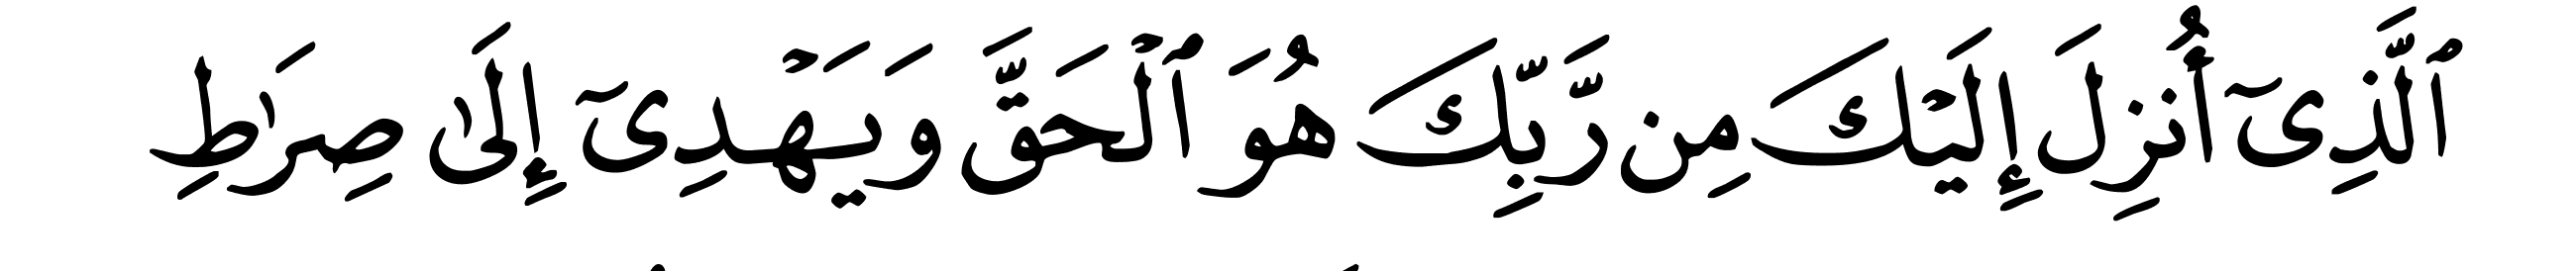 ٱلَّذِىٓ أُنزِلَ إِلَيْكَ مِن رَّبِّكَ هُوَ ٱلْحَقَّ وَيَهْدِىٓ إِلَىٰ صِرَٰطِ